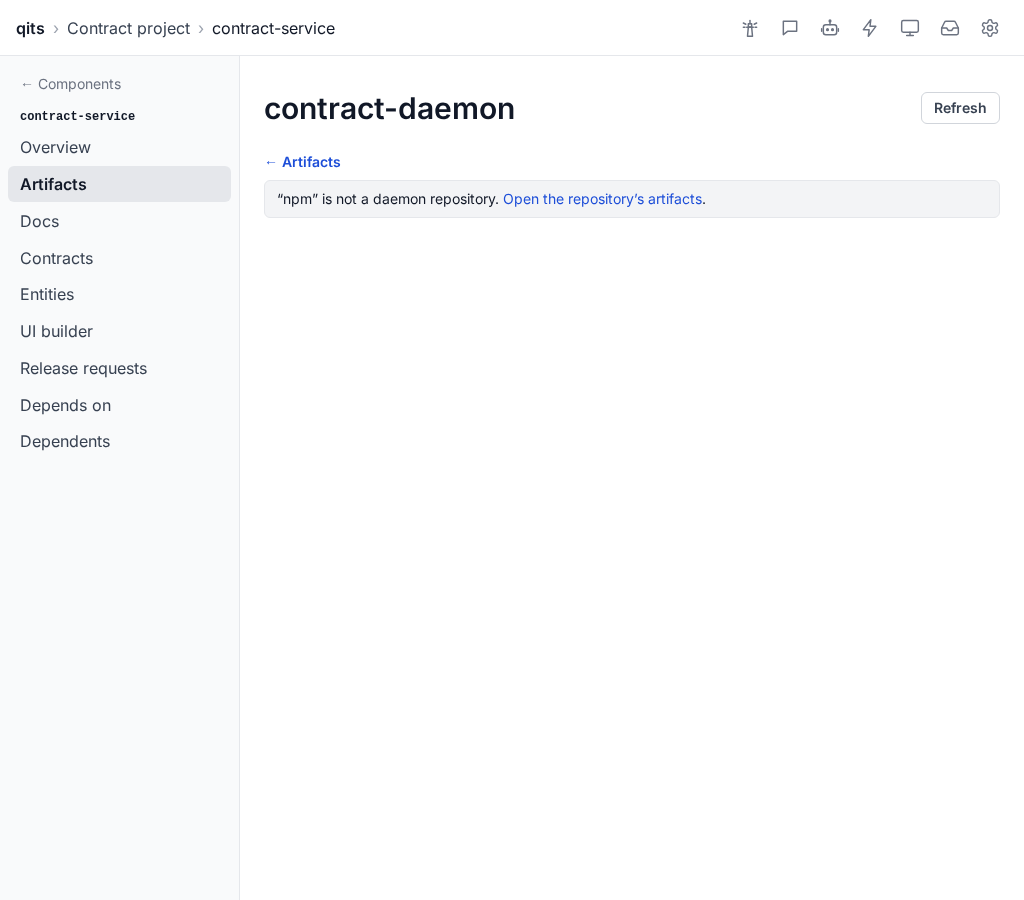 qits › Contract project › contract-service
← Components
contract-service
Overview
Artifacts
Docs
Contracts
Entities
UI builder
Release requests
Depends on
Dependents
contract-daemon
Refresh
← Artifacts
“npm” is not a daemon repository. Open the repository’s artifacts.